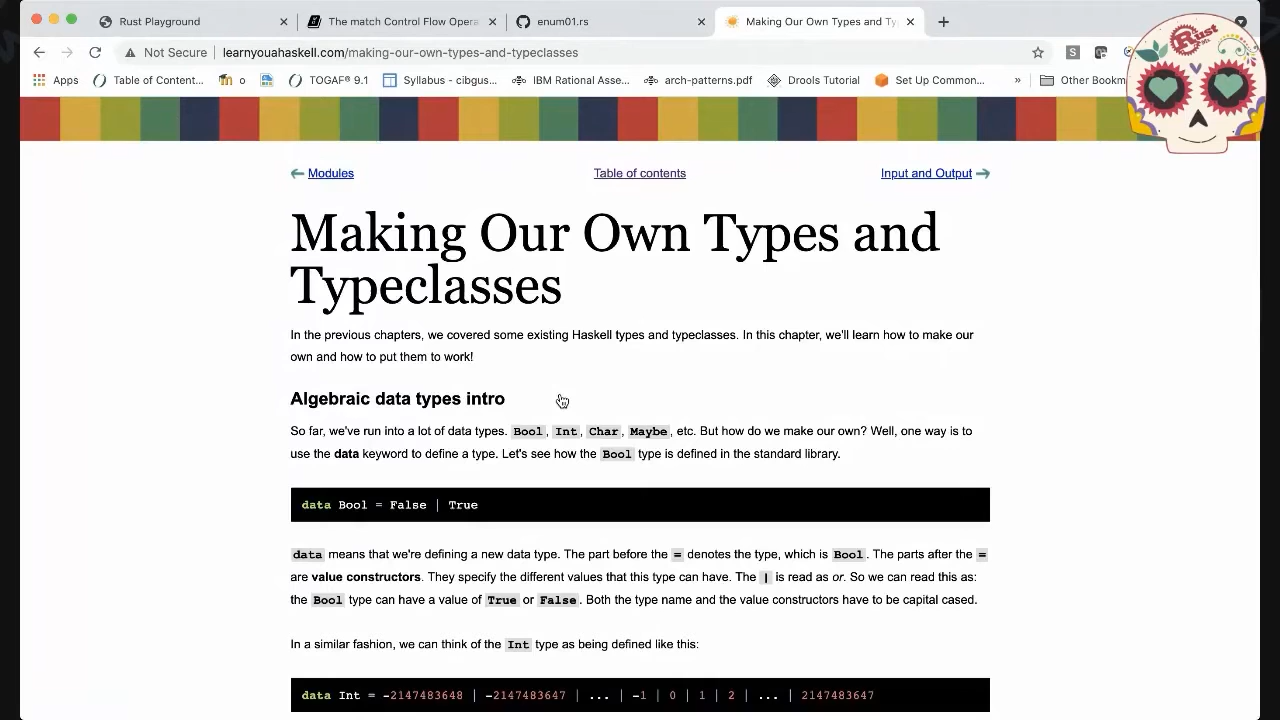 Rust Playground
The match Control Flow Opera
enum01.rs
Making Our Own Types and Ty
Not Secure
learnyouahaskell.com/making-our-own-types-and-typeclasses
Apps
Table of Content...
o
TOGAF® 9.1
Syllabus - cibgus...
IBM Rational Asse...
arch-patterns.pdf
Drools Tutorial
Set Up Common...
»
Other Bookm
Rust
Modules
Table of contents
Input and Output
Making Our Own Types and
Typeclasses
In the previous chapters, we covered some existing Haskell types and typeclasses. In this chapter, we'll learn how to make our
own and how to put them to work!
Algebraic data types intro
So far, we've run into a lot of data types. Bool, Int, Char, Maybe, etc. But how do we make our own? Well, one way is to
use the data keyword to define a type. Let's see how the Bool type is defined in the standard library.
data Bool = False | True
data means that we're defining a new data type. The part before the = denotes the type, which is Bool. The parts after the =
are value constructors. They specify the different values that this type can have. The | is read as or. So we can read this as:
the Bool type can have a value of True or False. Both the type name and the value constructors have to be capital cased.
In a similar fashion, we can think of the Int type as being defined like this:
data Int = -2147483648 | -2147483647 | ... | -1 | 0 | 1 | 2 | ... | 2147483647